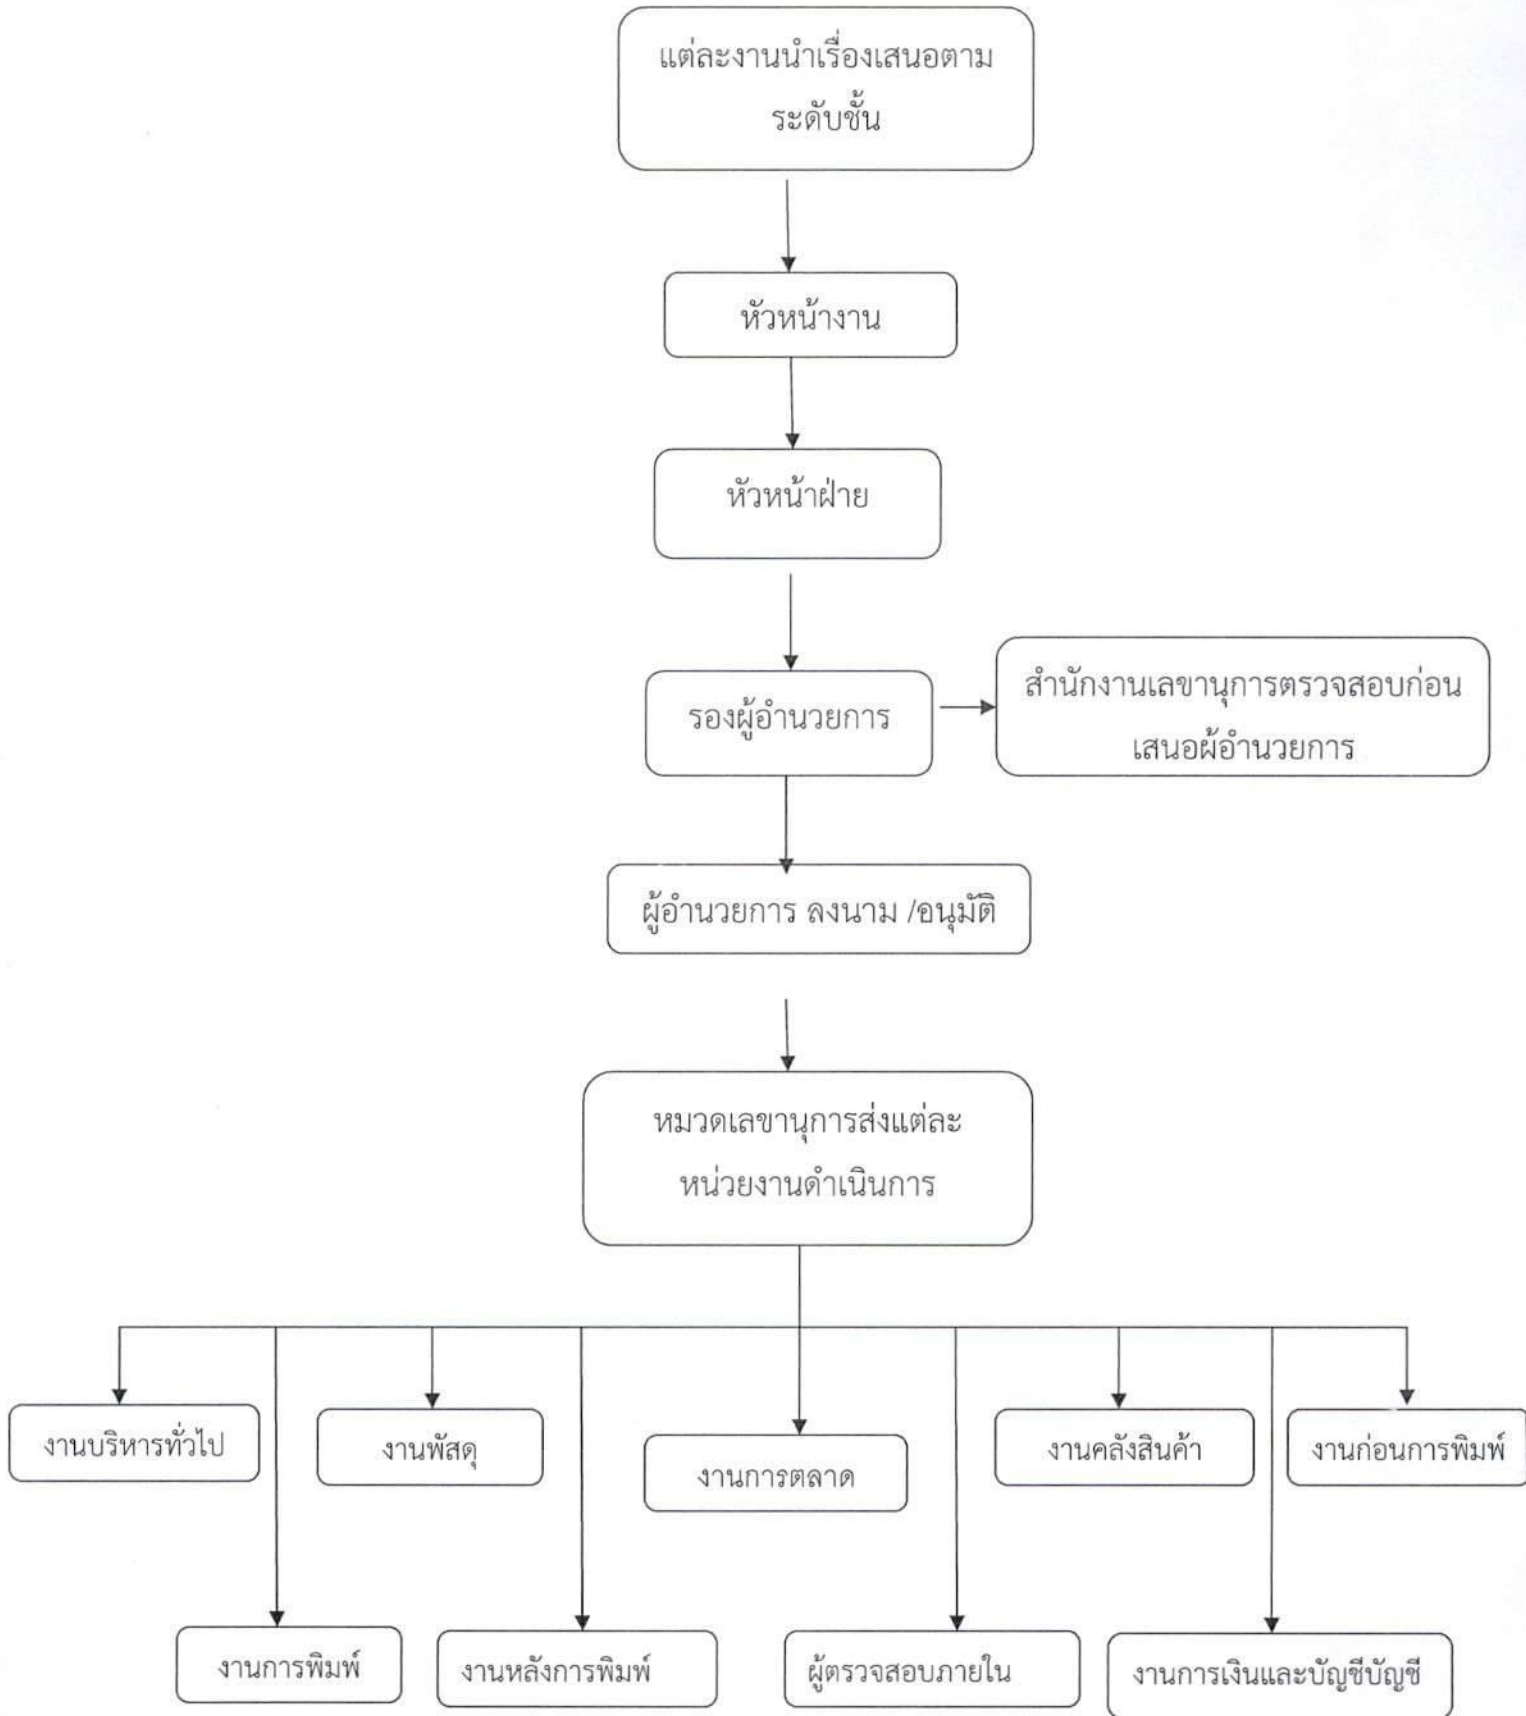 แต่ละงานนำเรื่องเสนอตาม
ระดับชั้น
หัวหน้างาน
หัวหน้าฝ่าย
รองผู้อำนวยการ
สำนักงานเลขานุการตรวจสอบก่อน
เสนอผ้อำนวยการ
ผู้อำนวยการ ลงนาม /อนุมัติ
หมวดเลขานุการส่งแต่ละ
หน่วยงานดำเนินการ
งานบริหารทั่วไป
งานพัสดุ
งานการตลาด
งานคลังสินค้า
งานก่อนการพิมพ์
งานการพิมพ์
งานหลังการพิมพ์
ผู้ตรวจสอบภายใน
งานการเงินและบัญชีบัญชี